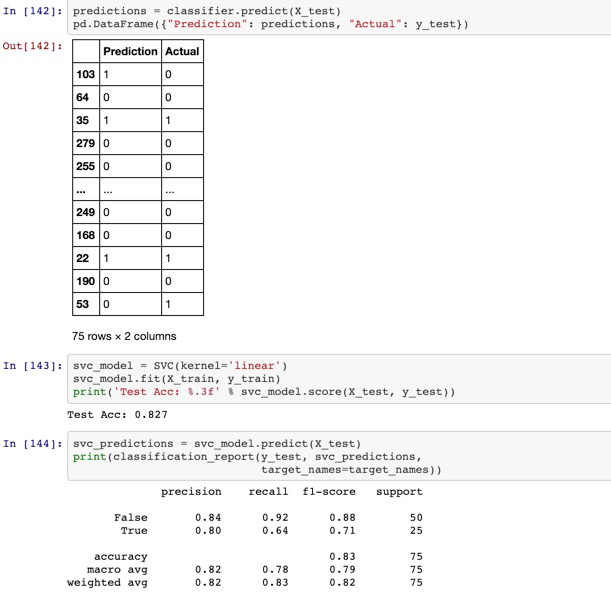 In [142]: predictions = classifier.predict(X_test)
pd.DataFrame({"Prediction": predictions, "Actual": y_test})
Out[142]:
Prediction Actual
103 1 0
64 0 0
35 1 1
279 0 0
255 0 0
... ... ...
249 0 0
168 0 0
22 1 1
190 0 0
53 0 1
75 rows × 2 columns
In [143]: svc_model = SVC(kernel='linear')
svc_model.fit(X_train, y_train)
print('Test Acc: %.3f' % svc_model.score(X_test, y_test))
Test Acc: 0.827
In [144]: svc_predictions = svc_model.predict(X_test)
print(classification_report(y_test, svc_predictions,
target_names=target_names))
precision recall f1-score support
False 0.84 0.92 0.88 50
True 0.80 0.64 0.71 25
accuracy 0.83 75
macro avg 0.82 0.78 0.79 75
weighted avg 0.82 0.83 0.82 75